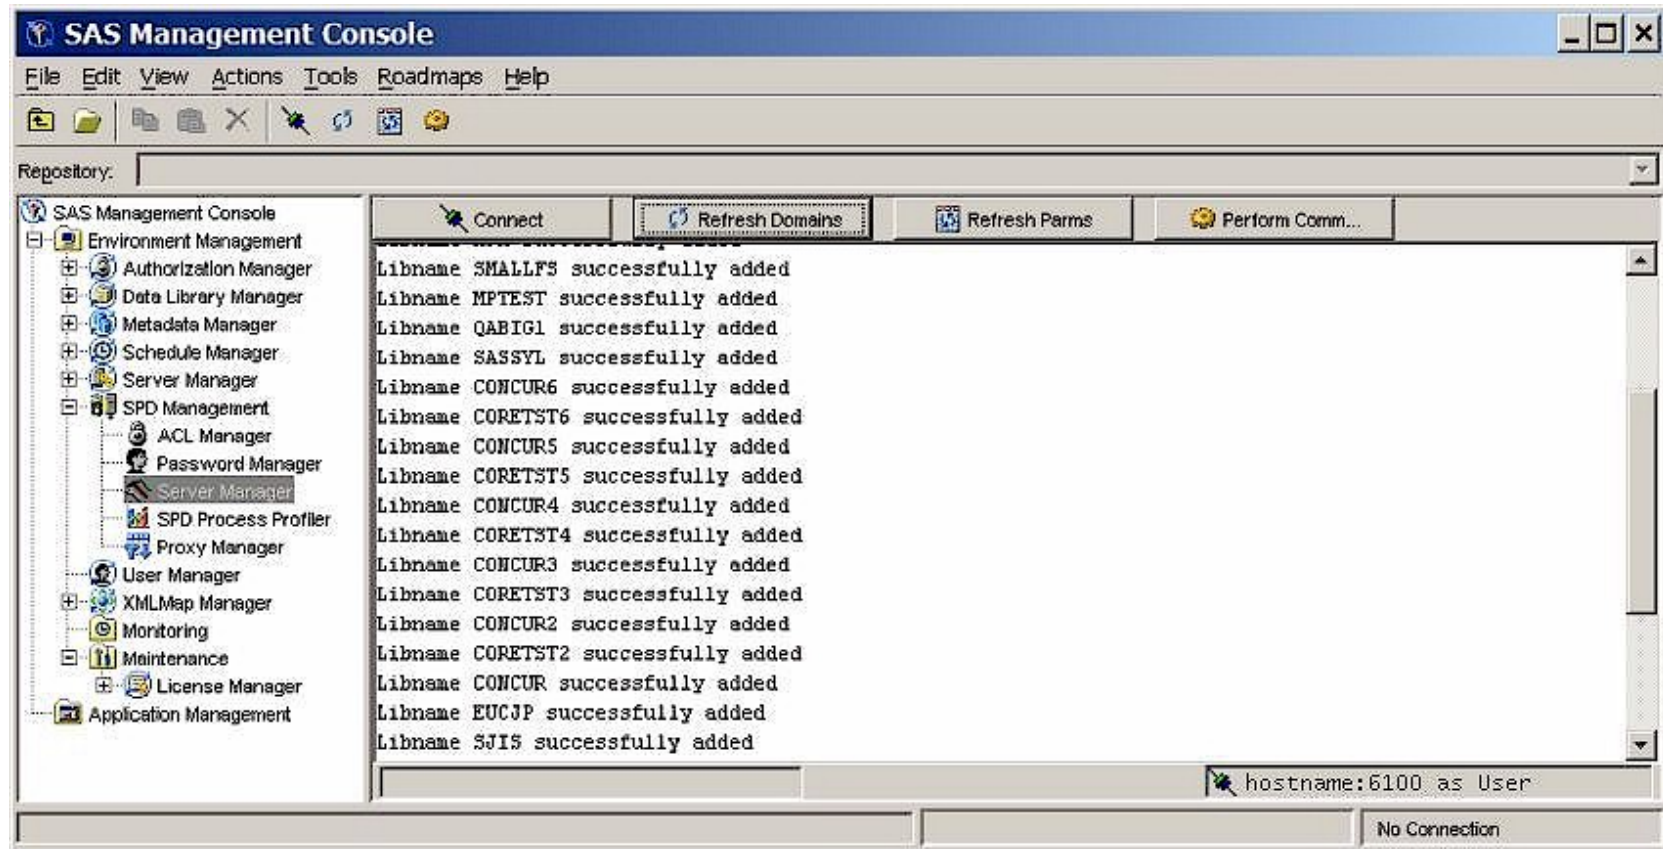 SAS Management Console
File Edit View Actions Tools Roadmaps Help
Repository:
SAS Management Console
Environment Management
Authorization Manager
Data Library Manager
Metadata Manager
Schedule Manager
Server Manager
SPD Management
ACL Manager
Password Manager
Server Manager
SPD Process Profiler
Proxy Manager
User Manager
XMLMap Manager
Monitoring
Maintenance
License Manager
Application Management
Connect Refresh Domains Refresh Parms Perform Comm...
Libname SMALLFS successfully added
Libname MPTEST successfully added
Libname QABIG1 successfully added
Libname SASSYL successfully added
Libname CONCUR6 successfully added
Libname CORETST6 successfully added
Libname CONCUR5 successfully added
Libname CORETST5 successfully added
Libname CONCUR4 successfully added
Libname CORETST4 successfully added
Libname CONCUR3 successfully added
Libname CORETST3 successfully added
Libname CONCUR2 successfully added
Libname CORETST2 successfully added
Libname CONCUR successfully added
Libname EUCJP successfully added
Libname SJIS successfully added
hostname:6100 as User
No Connection